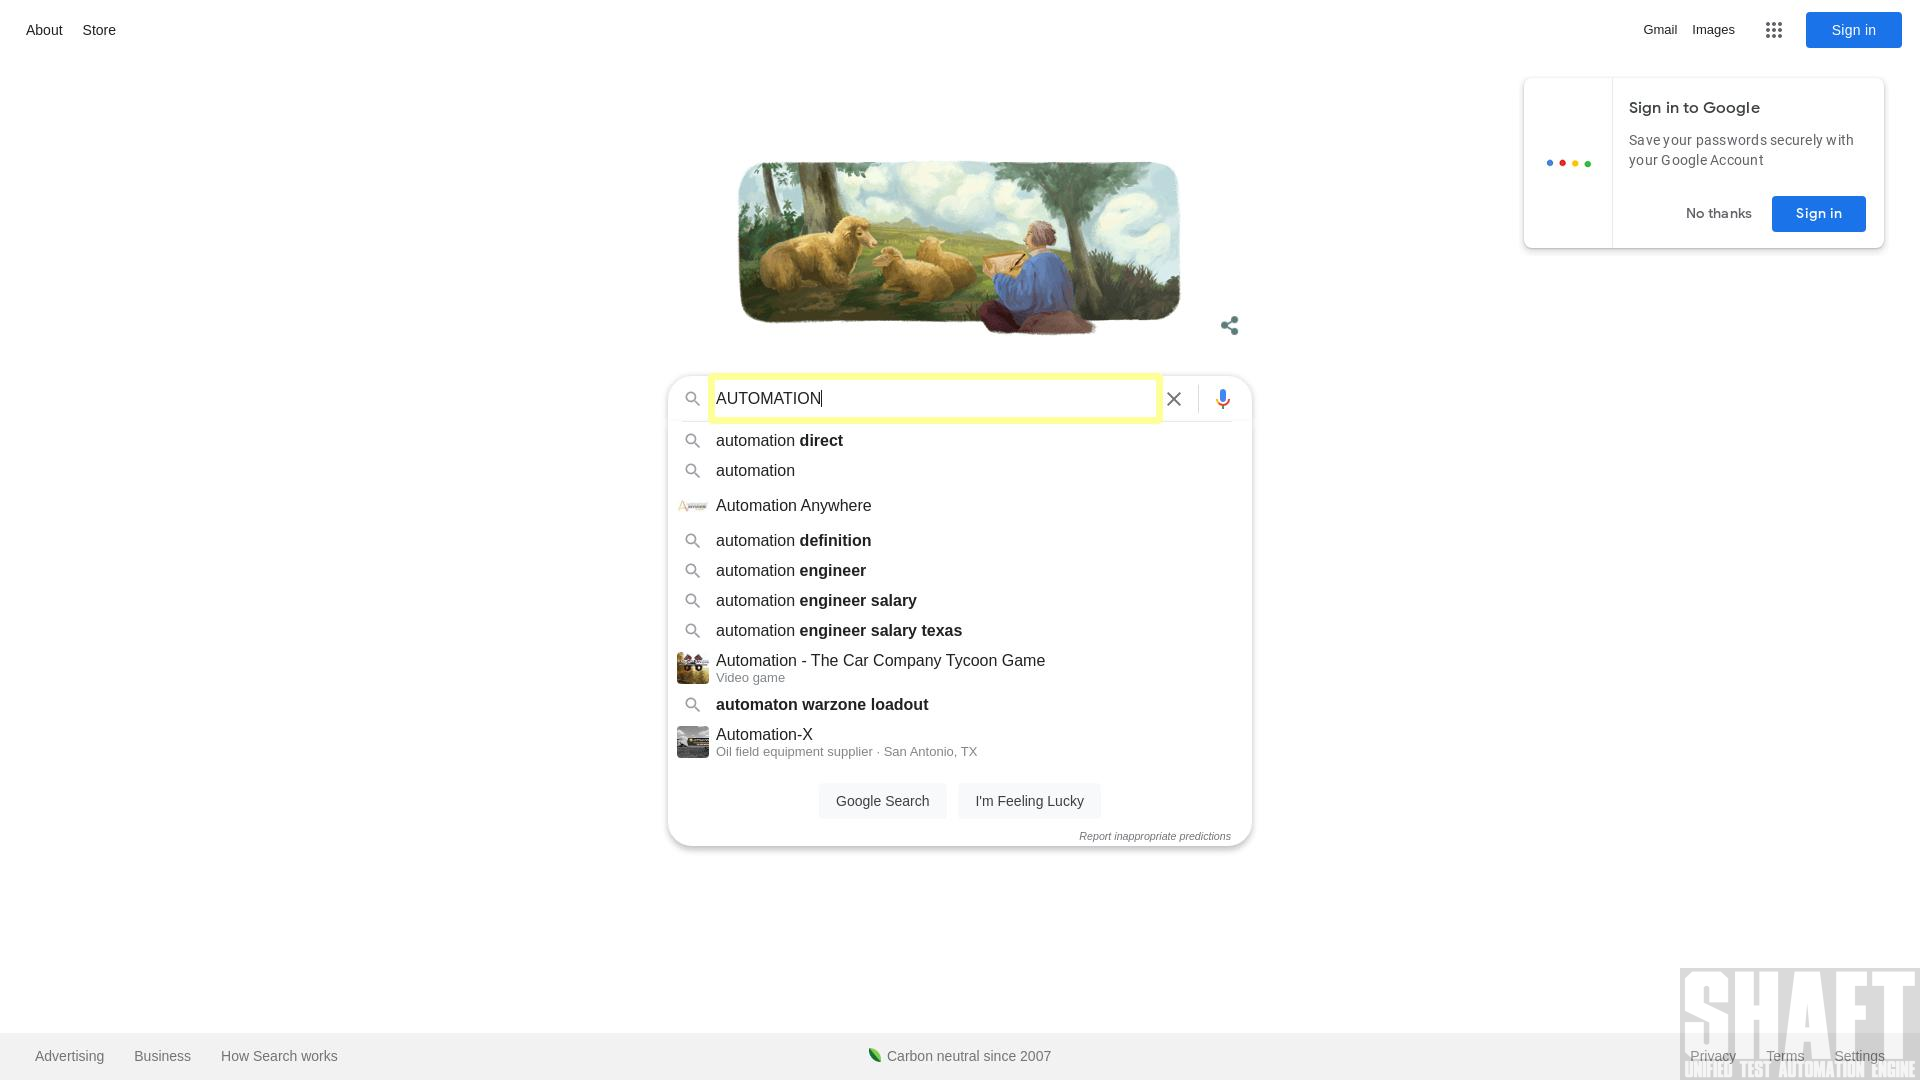 About Store
Gmail Images Sign in
Sign in to Google
Save your passwords securely with
your Google Account
No thanks Sign in
AUTOMATION
automation direct
automation
Automation Anywhere
automation definition
automation engineer
automation engineer salary
automation engineer salary texas
Automation - The Car Company Tycoon Game
Video game
automaton warzone loadout
Automation-X
Oil field equipment supplier · San Antonio, TX
Google Search I'm Feeling Lucky
Report inappropriate predictions
SHAFT
Advertising Business How Search works Carbon neutral since 2007 Privacy Terms Settings
UNIFIED TEST AUTOMATION ENGINE